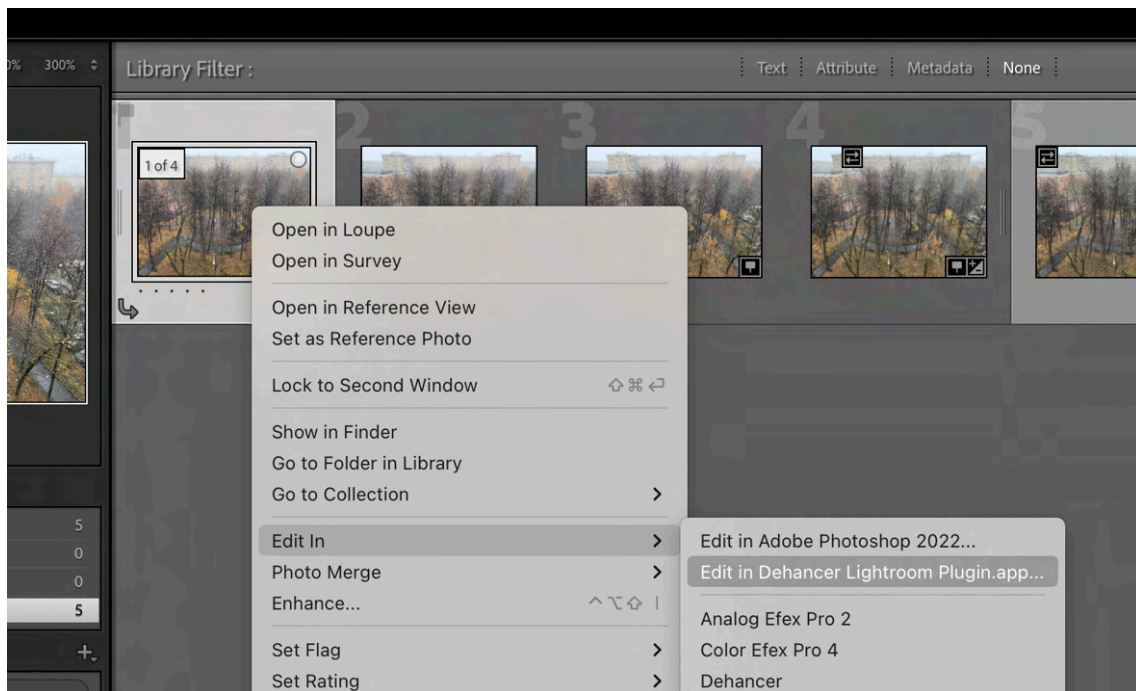 300%
Library Filter :
Text
Attribute
Metadata
None
1
2
3
4
5
1 of 4
Open in Loupe
Open in Survey
Open in Reference View
Set as Reference Photo
Lock to Second Window ⇧⌘↩
Show in Finder
Go to Folder in Library
Go to Collection
5
0
0
5
Edit In
Photo Merge
Enhance... ^⌥⇧ I
Set Flag
Set Rating
Edit in Adobe Photoshop 2022...
Edit in Dehancer Lightroom Plugin.app...
Analog Efex Pro 2
Color Efex Pro 4
Dehancer